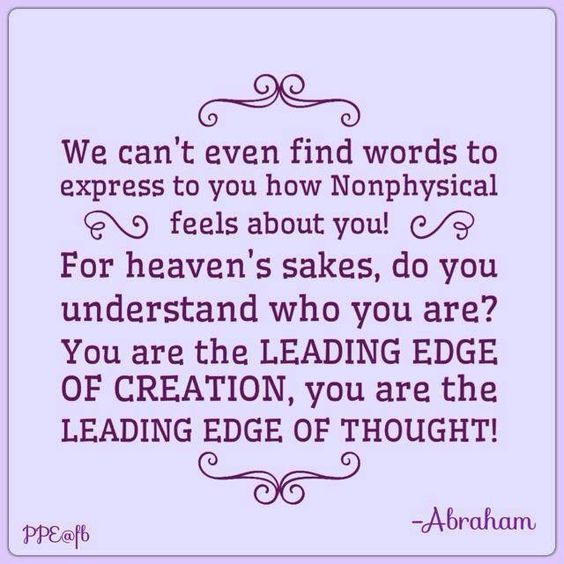 We can't even find words to
express to you how Nonphysical
feels about you!
For heaven's sakes, do you
understand who you are?
You are the LEADING EDGE
OF CREATION, you are the
LEADING EDGE OF THOUGHT!
-Abraham
PPE@fb